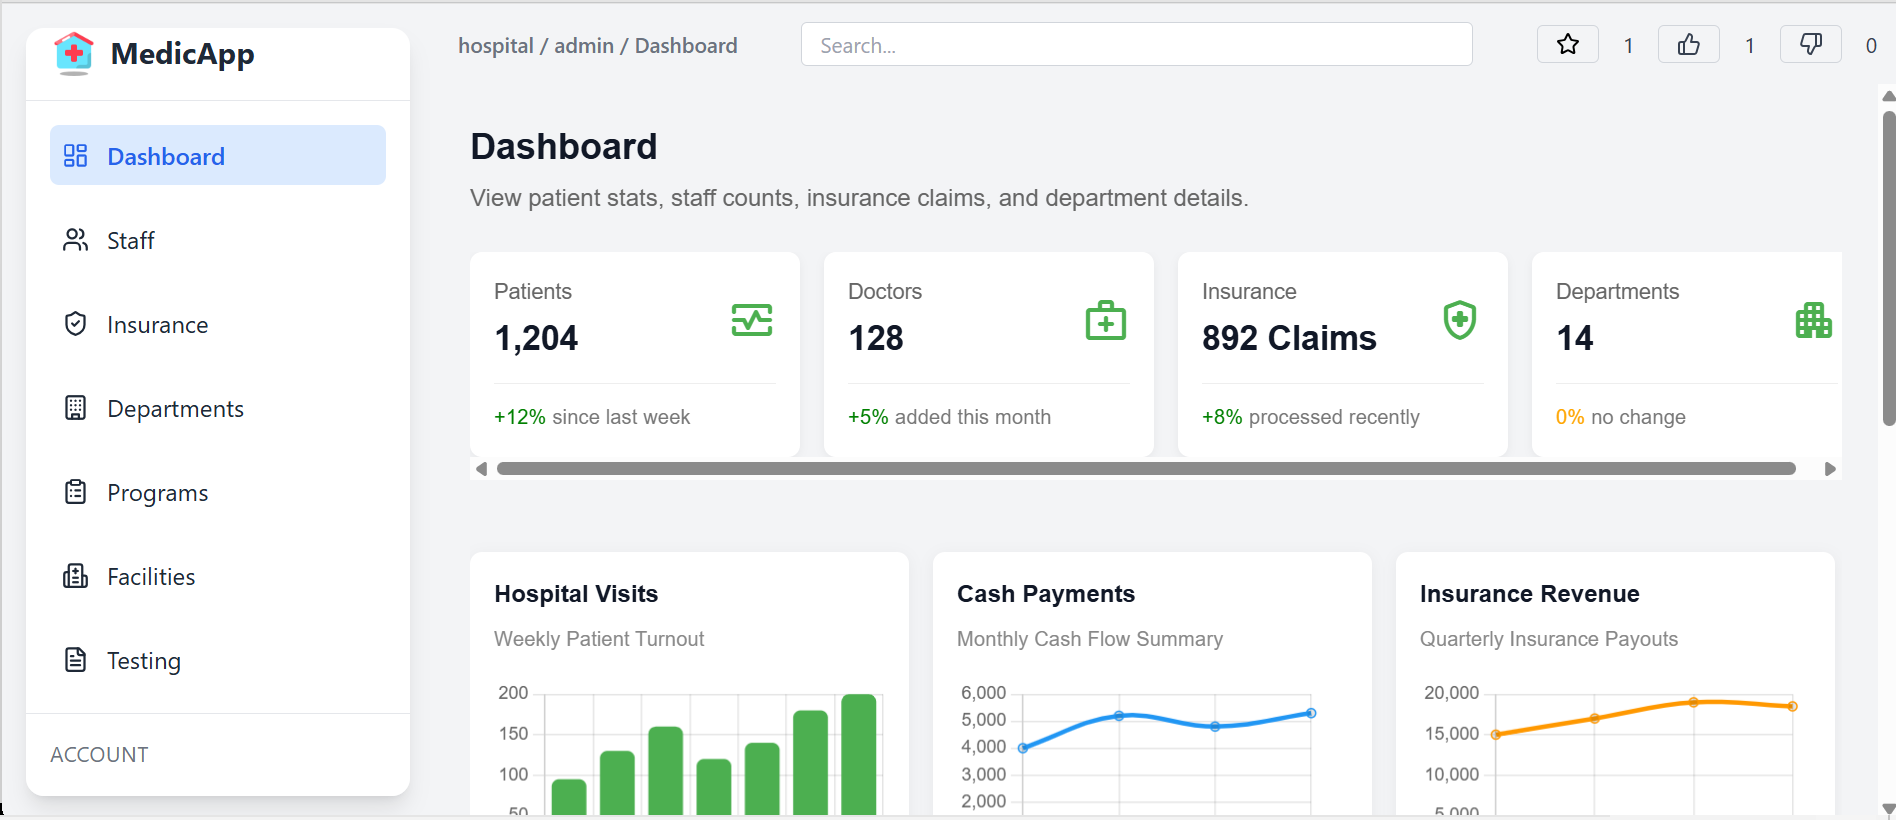 MedicApp
hospital / admin / Dashboard
Search...
1
1
0
Dashboard
Staff
Insurance
Departments
Programs
Facilities
Testing
ACCOUNT
Dashboard
View patient stats, staff counts, insurance claims, and department details.
Patients
1,204
+12% since last week
Doctors
128
+5% added this month
Insurance
892 Claims
+8% processed recently
Departments
14
0% no change
Hospital Visits
Weekly Patient Turnout
200
150
100
50
Cash Payments
Monthly Cash Flow Summary
6,000
5,000
4,000
3,000
2,000
Insurance Revenue
Quarterly Insurance Payouts
20,000
15,000
10,000
5,000